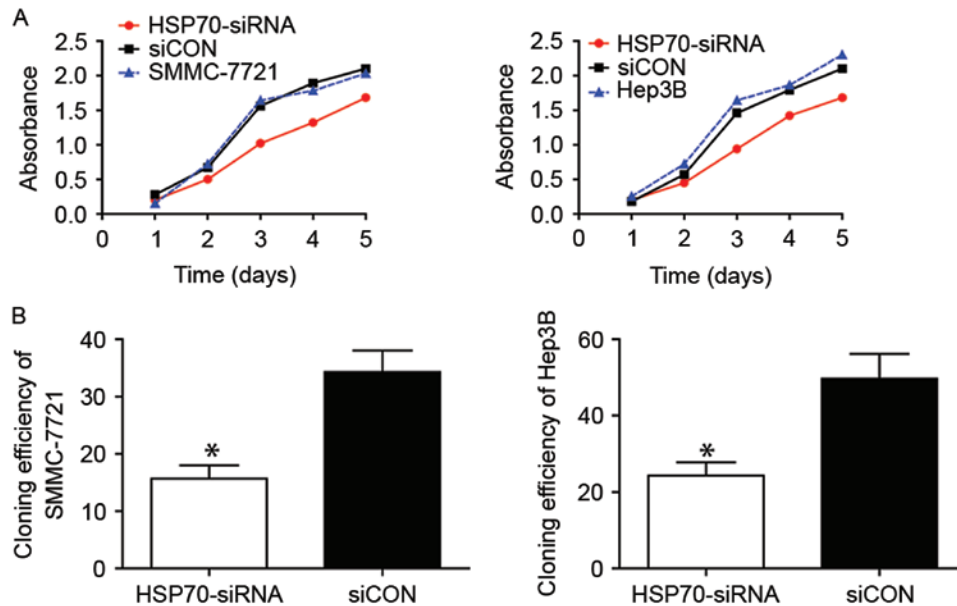 A
HSP70-siRNA
siCON
SMMC-7721
2.5
2.0
1.5
1.0
0.5
0.0
Absorbance
0 1 2 3 4 5
Time (days)
HSP70-siRNA
siCON
Hep3B
2.5
2.0
1.5
1.0
0.5
0.0
Absorbance
0 1 2 3 4 5
Time (days)
B
Cloning efficiency of
SMMC-7721
40
30
20
10
0
*
HSP70-siRNA siCON
Cloning efficiency of Hep3B
60
40
20
0
*
HSP70-siRNA siCON